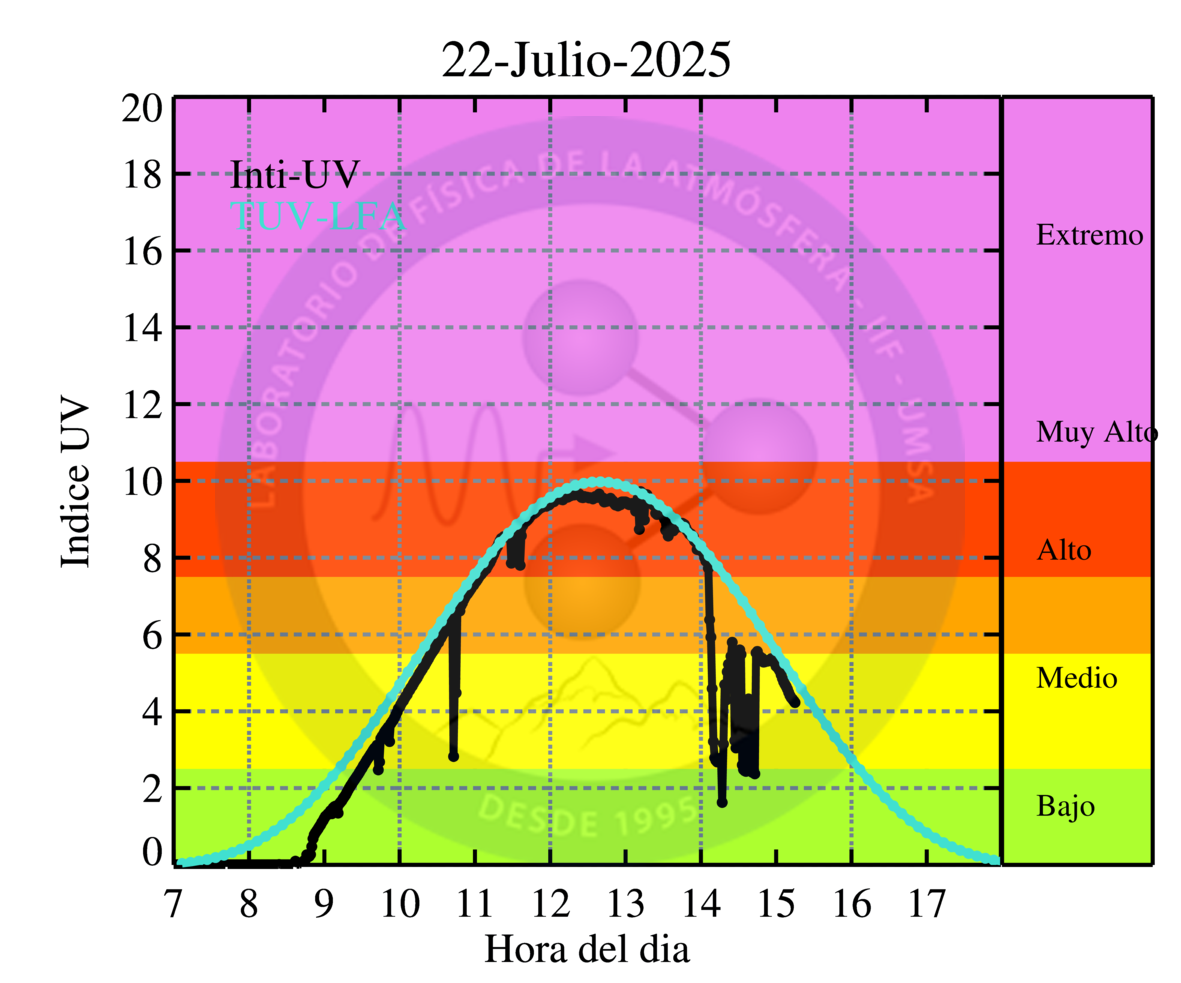 22-Julio-2025
Inti-UV
TUV-LFA
LABORATORIO DE FÍSICA DE LA ATMÓSFERA - IIF - UMSA
DESDE 1995
Indice UV
20
18
16
14
12
10
8
6
4
2
0
Extremo
Muy Alto
Alto
Medio
Bajo
7 8 9 10 11 12 13 14 15 16 17
Hora del dia